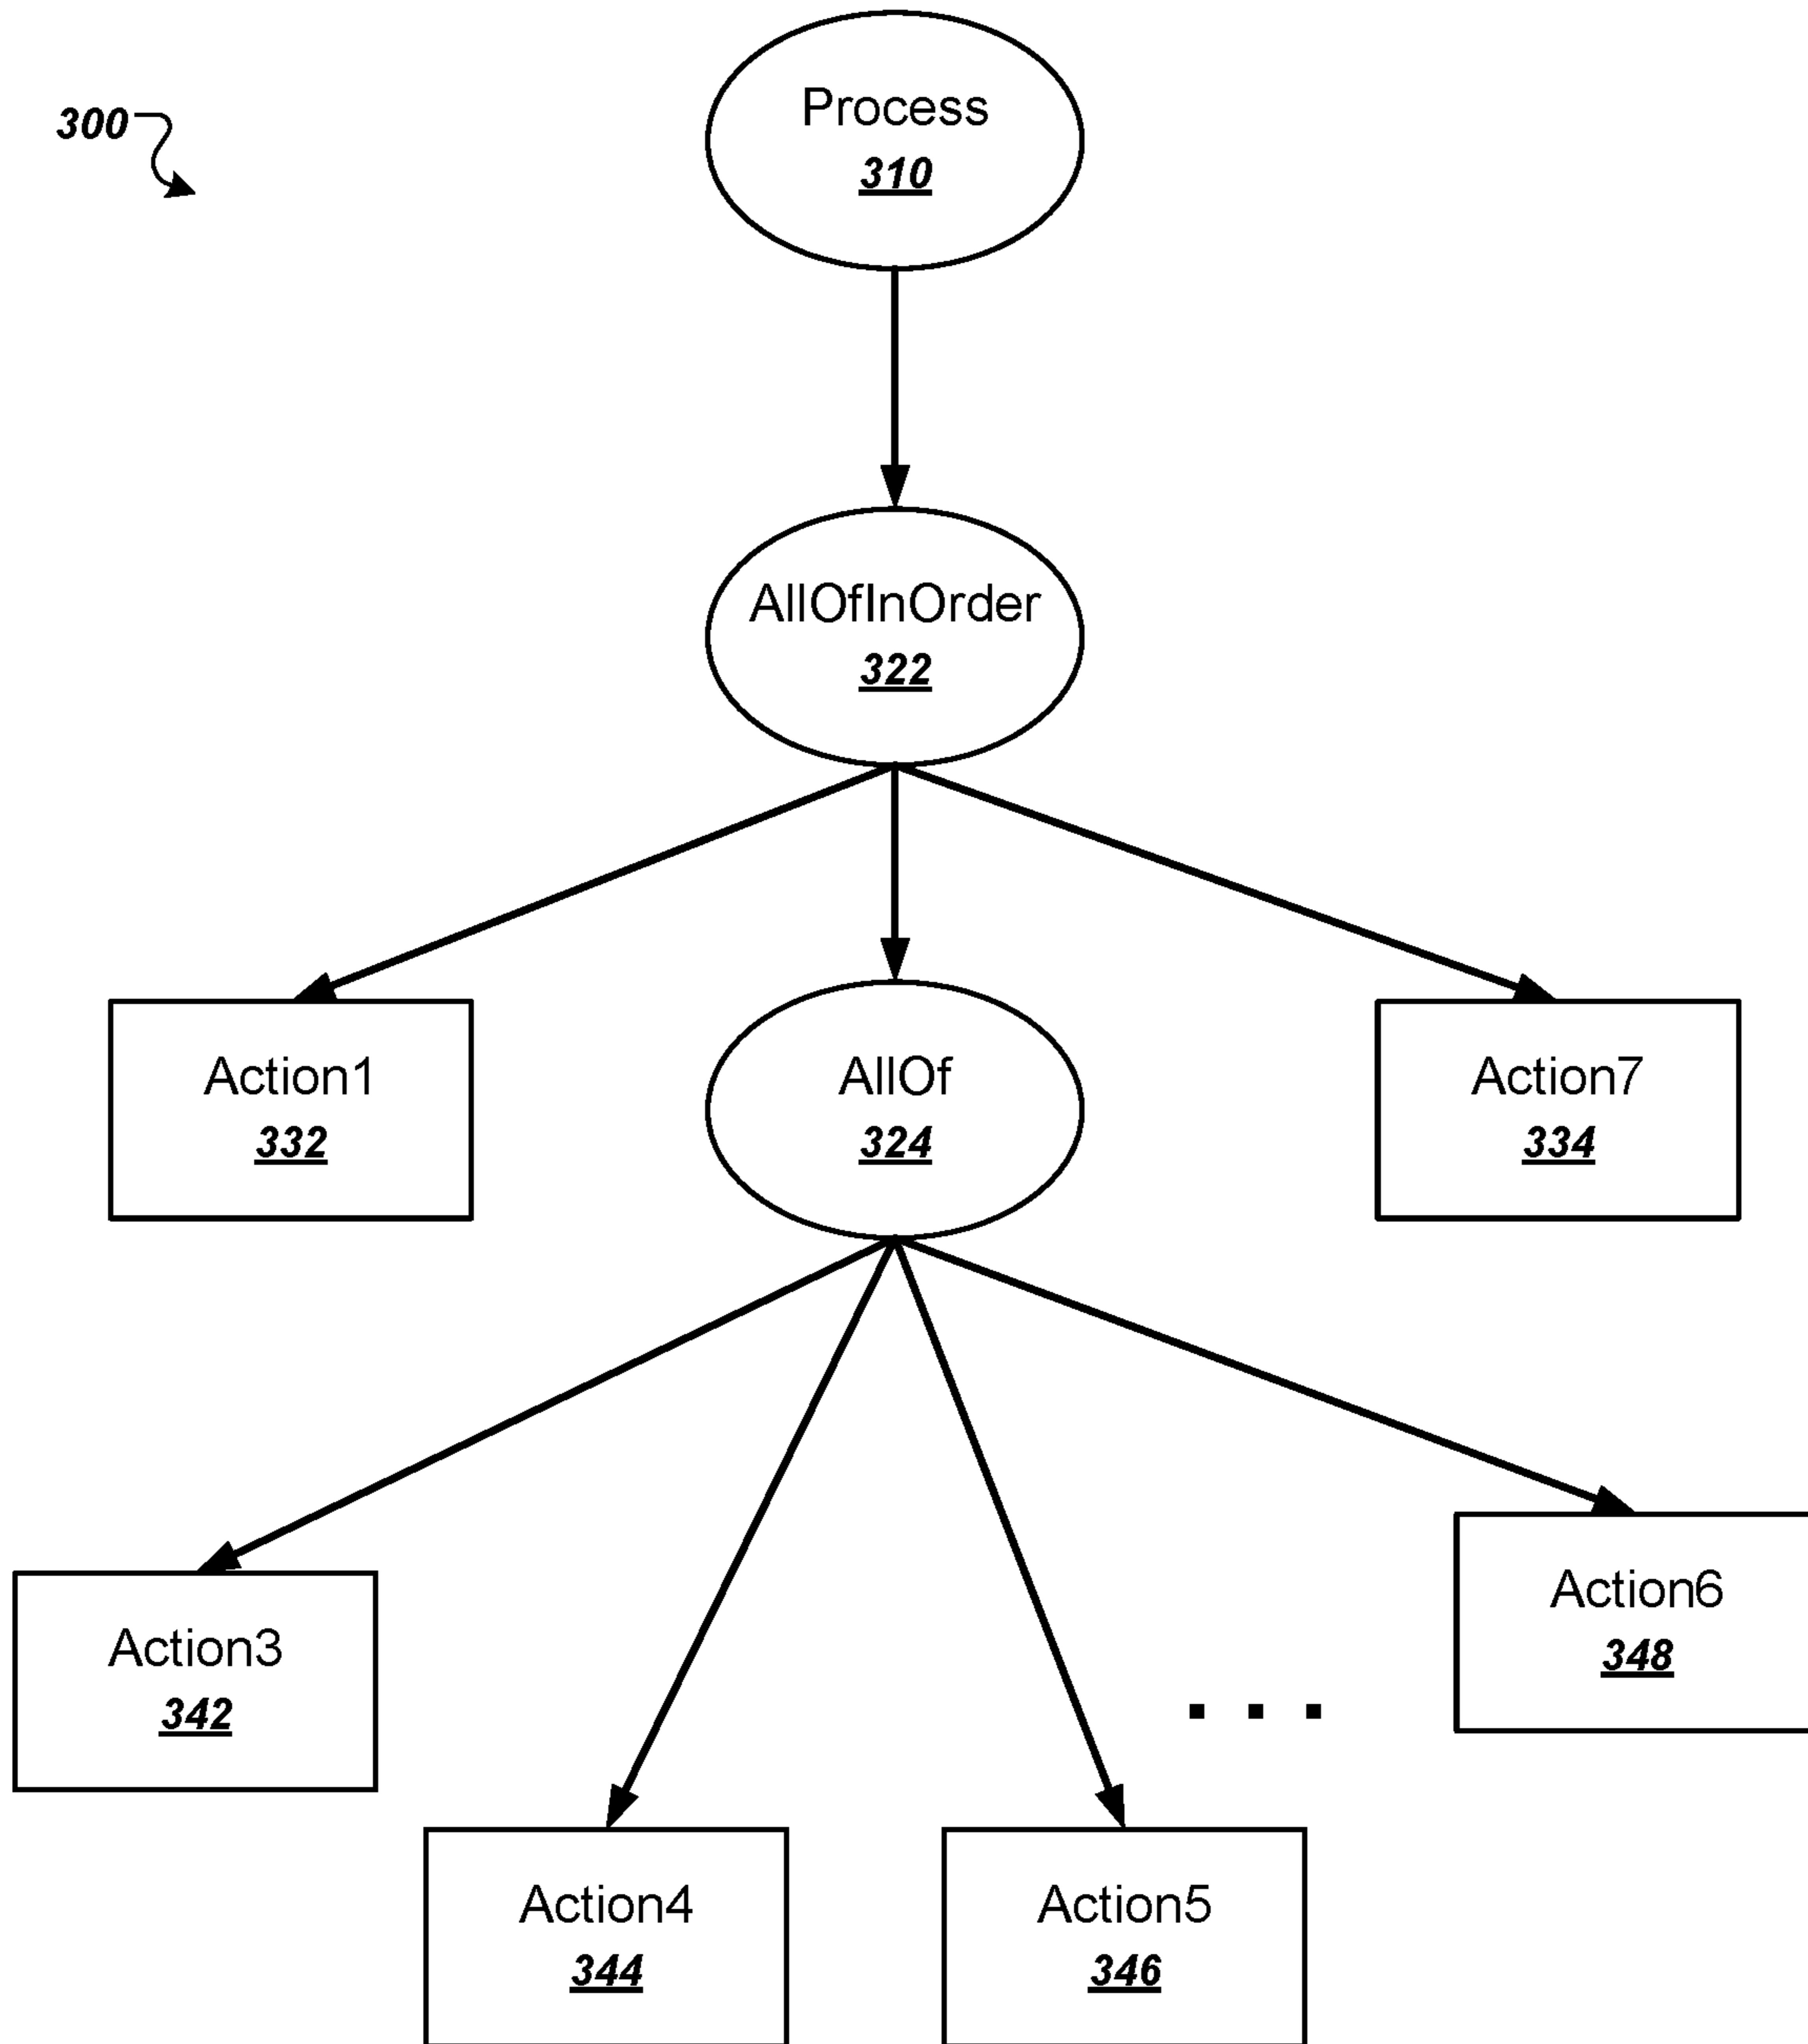 300
Process
310
AllOfInOrder
322
Action1
332
AllOf
324
Action7
334
Action3
342
Action4
344
Action5
346
. . .
Action6
348